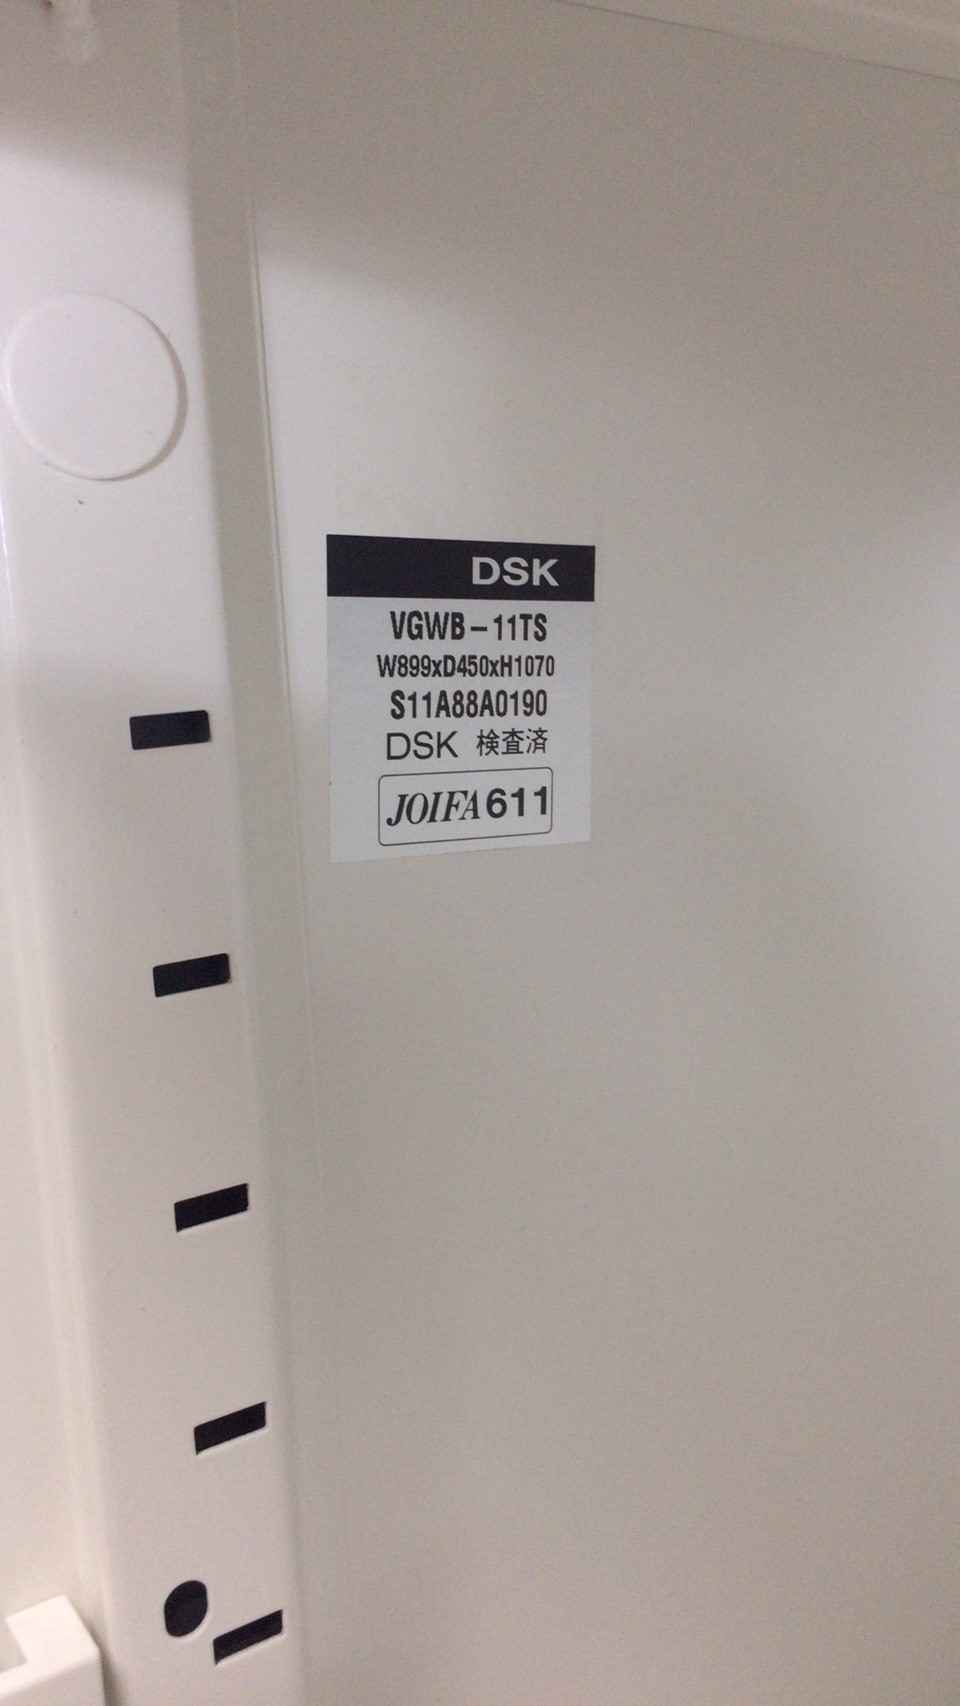 DSK
VGWB-11TS
W899xD450xH1070
S11A88A0190
DSK 検査済
JOIFA611